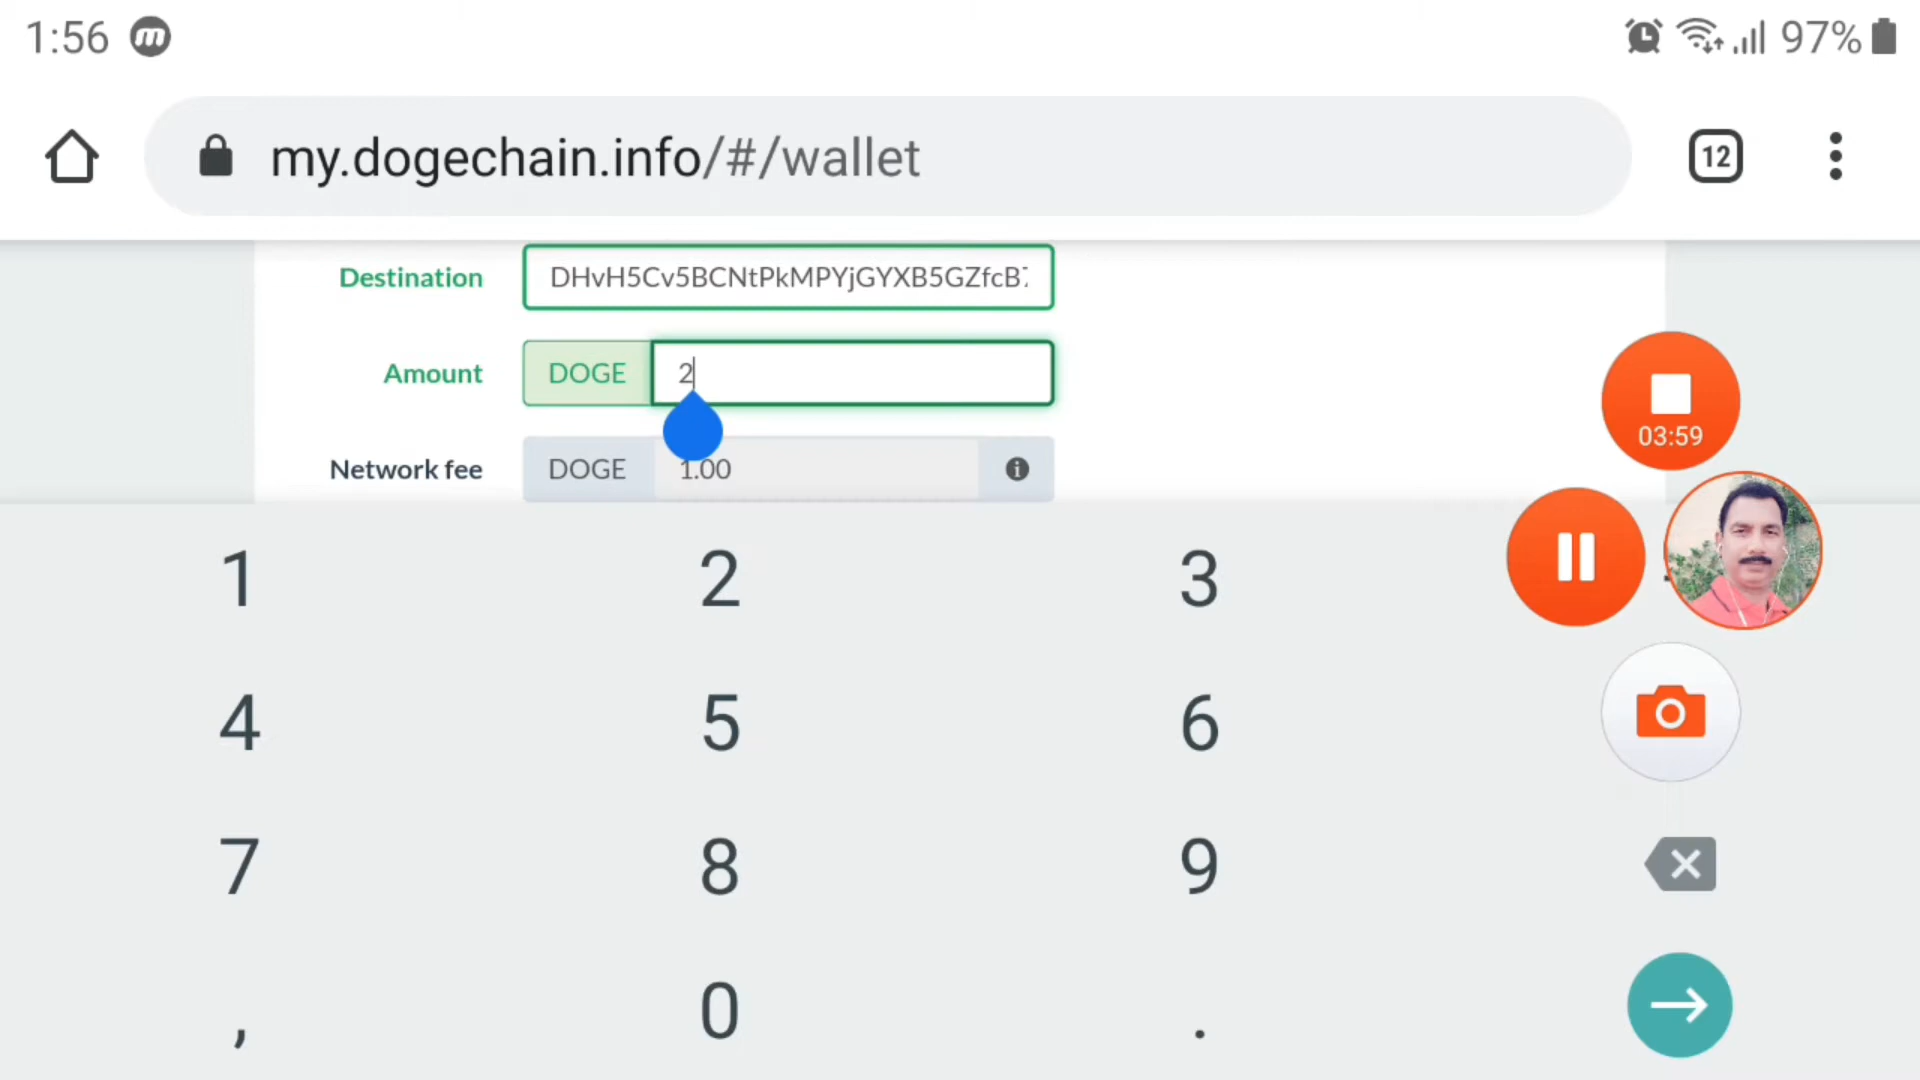 1:56 m 97%
my.dogechain.info/#/wallet 12
Destination DHvH5Cv5BCNtPkMPYjGYXB5GZfcB
Amount DOGE 2
03:59
Network fee DOGE 1.00
1 2 3
4 5 6
7 8 9
, 0 .